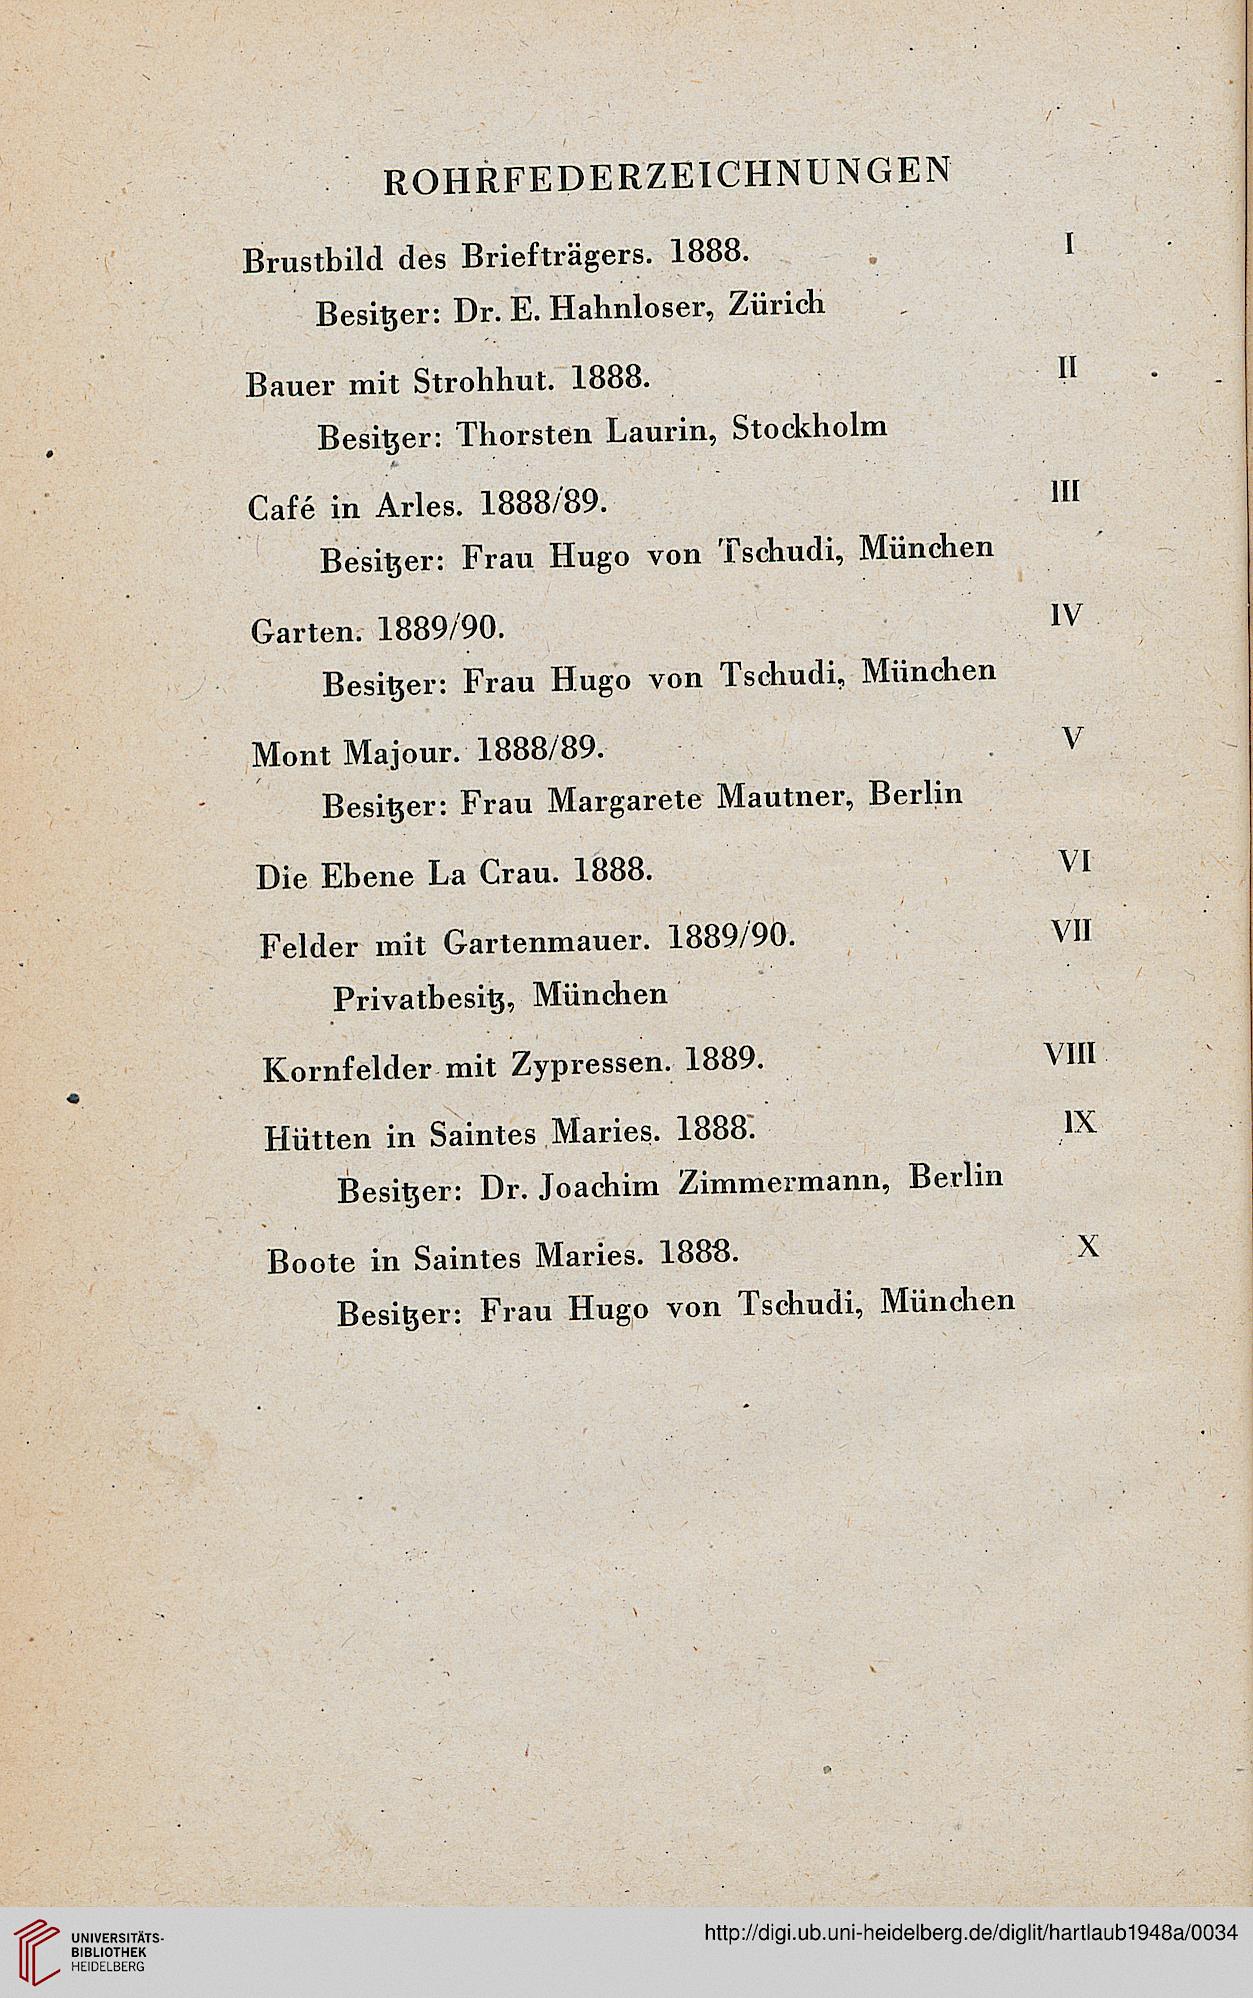 ROHRFEDERZEICHNUNGEN
Brustbild des Briefträgers. 1888. I
Besitzer: Dr. E. Hahnloser, Zürich
Bauer mit Strohhut. 1888. II
Besitzer: Thorsten Laurin, Stockholm
Café in Arles. 1888/89. III
Besitzer: Frau Hugo von Tschudi, München
Garten. 1889/90. IV
Besitzer: Frau Hugo von Tschudi, München
Mont Majour. 1888/89. V
Besitzer: Frau Margarete Mautner, Berlin
Die Ebene La Crau. 1888. VI
Felder mit Gartenmauer. 1889/90. VII
Privatbesitz, München
Kornfelder mit Zypressen. 1889. VIII
Hütten in Saintes Maries. 1888. IX
Besitzer: Dr. Joachim Zimmermann, Berlin
Boote in Saintes Maries. 1888. X
Besitzer: Frau Hugo von Tschudi, München
UNIVERSITÄTS-
BIBLIOTHEK
HEIDELBERG
http://digi.ub.uni-heidelberg.de/diglit/hartlaub1948a/0034